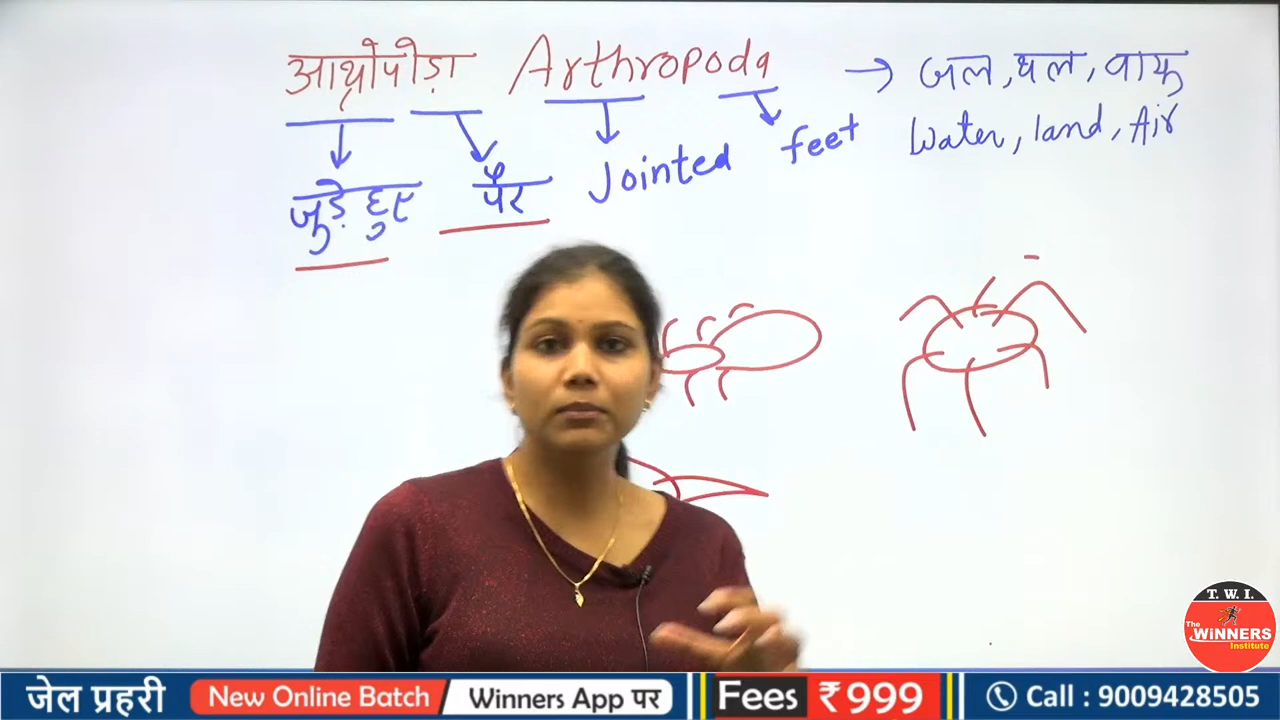 आर्थ्रोपोडा Arthropoda → जल, थल, वायु
Water, land, Air
जुड़े हुए पैर Jointed feet
T. W. I.
The WiNNERS Institute
जेल प्रहरी New Online Batch Winners App पर Fees ₹ 999 Call : 9009428505